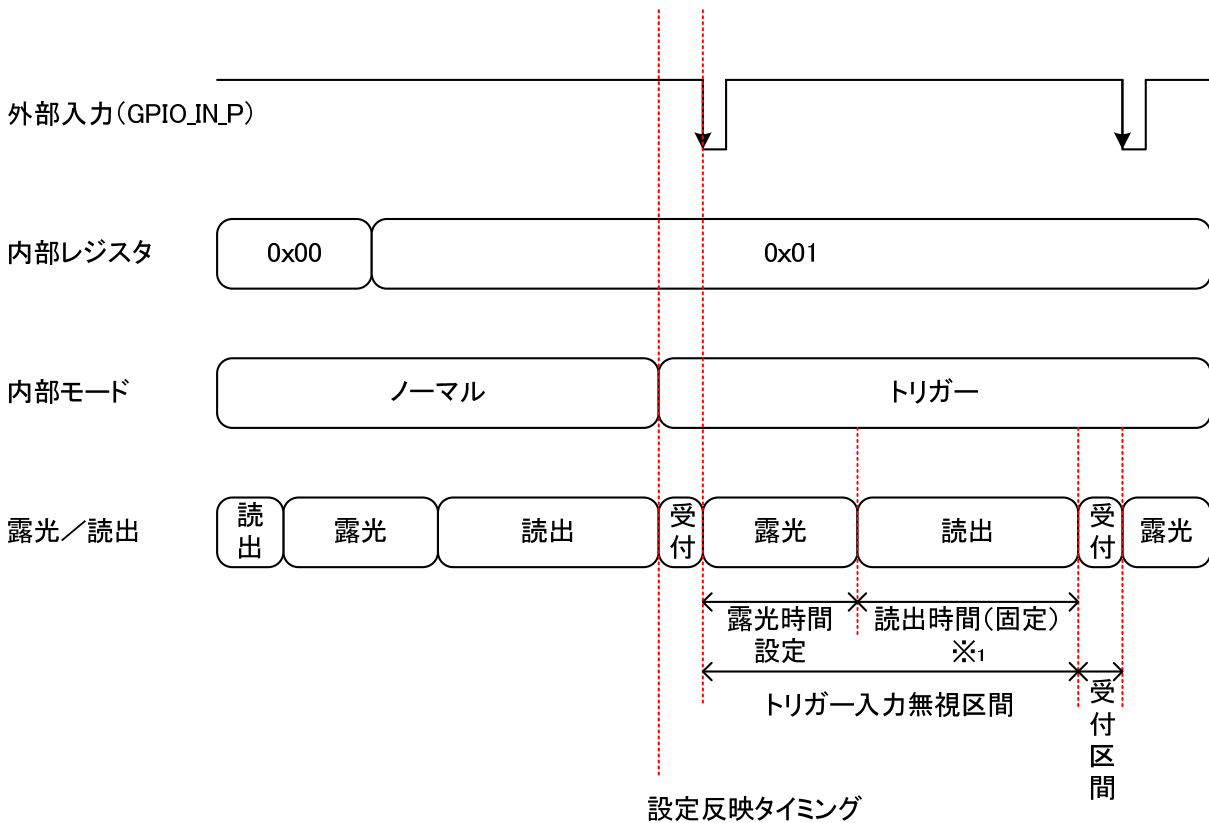 外部入力(GPIO_IN_P)
内部レジスタ
0x00
0x01
内部モード
ノーマル
トリガー
露光／読出
読出
露光
読出
受付
露光
読出
受付
露光
露光時間
設定
読出時間(固定)
※1
トリガー入力無視区間
受付区間
設定反映タイミング